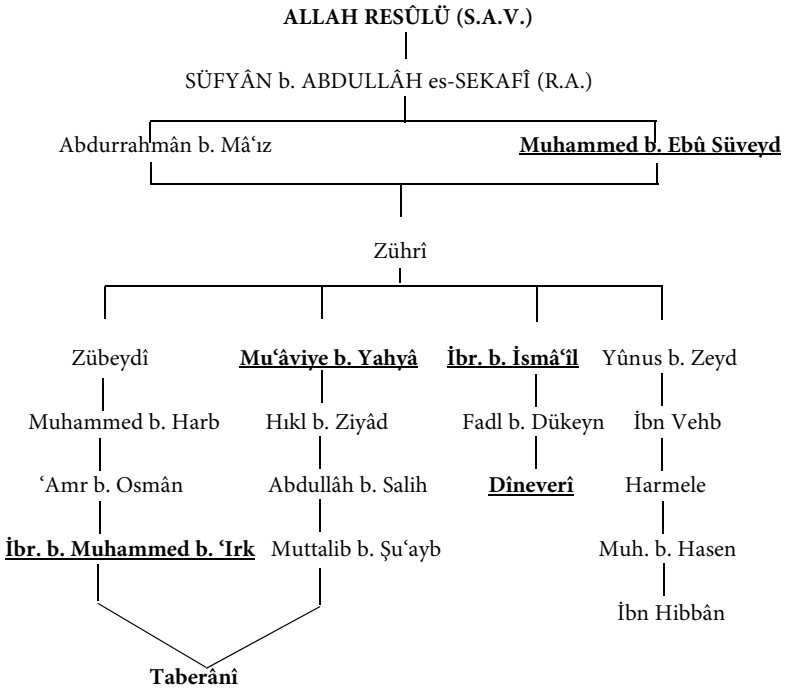 ALLAH RESÛLÜ (S.A.V.)
SÜFYÂN b. ABDULLÂH es-SEKAFÎ (R.A.)
Abdurrahmân b. Mâ‘ız Muhammed b. Ebû Süveyd
Zührî
Zübeydî Mu‘âviye b. Yahyâ İbr. b. İsmâ‘îl Yûnus b. Zeyd
Muhammed b. Harb Hıkl b. Ziyâd Fadl b. Dükeyn İbn Vehb
‘Amr b. Osmân Abdullâh b. Salih Dîneverî Harmele
İbr. b. Muhammed b. ‘Irk Muttalib b. Şu‘ayb Muh. b. Hasen
İbn Hibbân
Taberânî